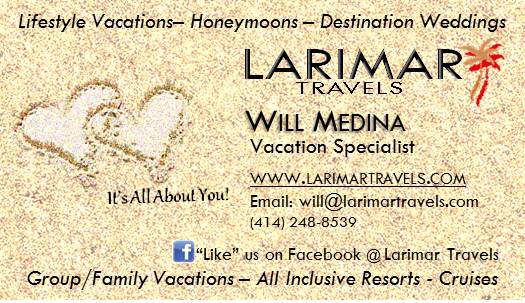 Lifestyle Vacations– Honeymoons – Destination Weddings
LARIMAR
TRAVELS
WILL MEDINA
Vacation Specialist
WWW.LARIMARTRAVELS.COM
It's All About You!
Email: will@larimartravels.com
(414) 248-8539
f "Like" us on Facebook @ Larimar Travels
Group/Family Vacations – All Inclusive Resorts - Cruises